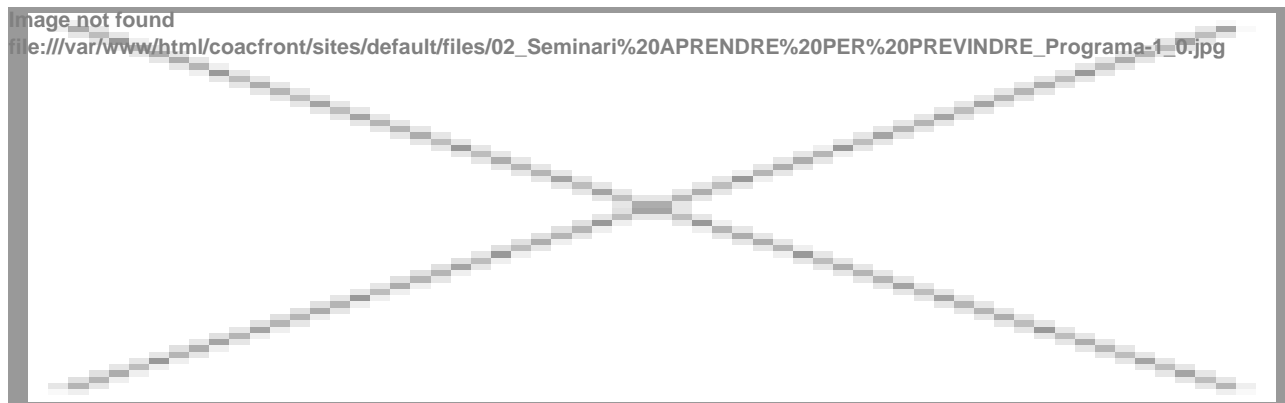 Image not found
file:///var/www/html/coacfront/sites/default/files/02_Seminari%20APRENDRE%20PER%20PREVINDRE_Programa-1_0.jpg